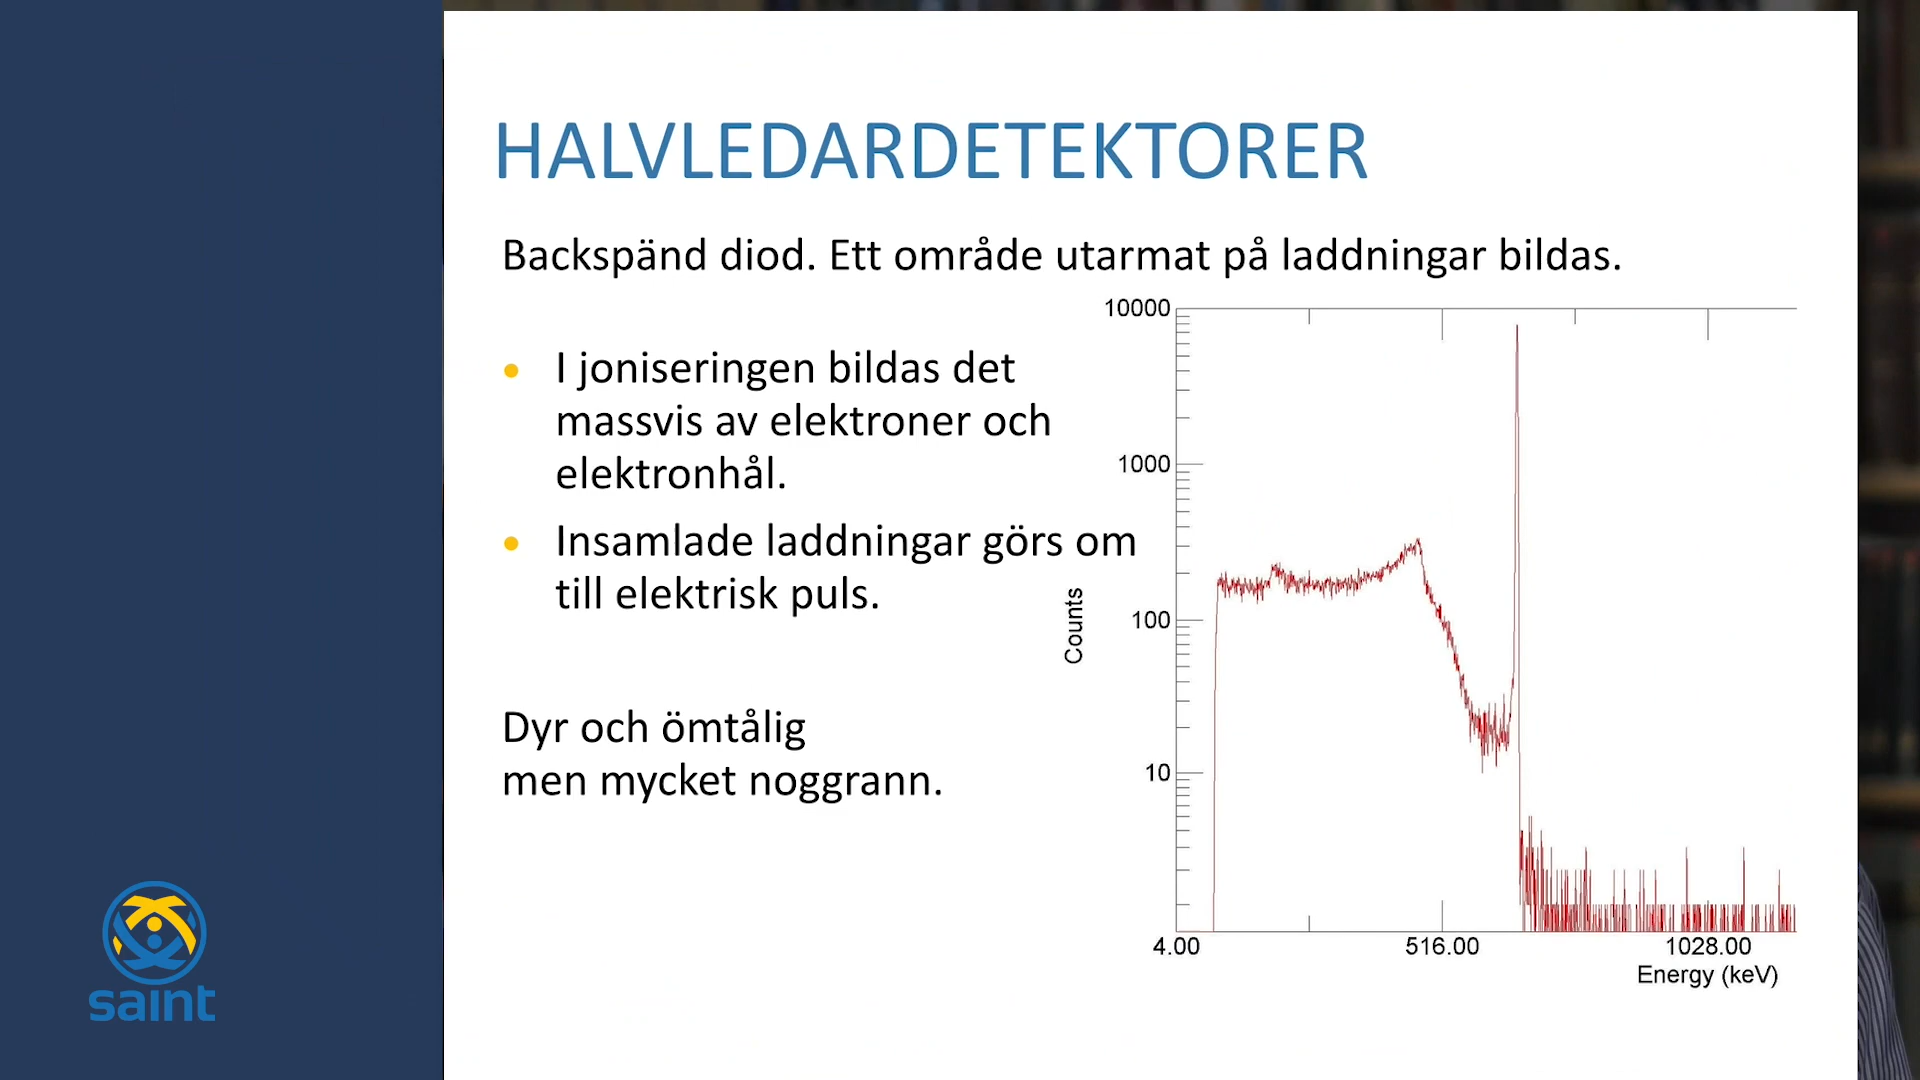 HALVLEDARDETEKTORER
Backspänd diod. Ett område utarmat på laddningar bildas.
• I joniseringen bildas det
massvis av elektroner och
elektronhål.
• Insamlade laddningar görs om
till elektrisk puls.
Dyr och ömtålig
men mycket noggrann.
10000
1000
100
10
Counts
4.00 516.00 1028.00
Energy (keV)
saint